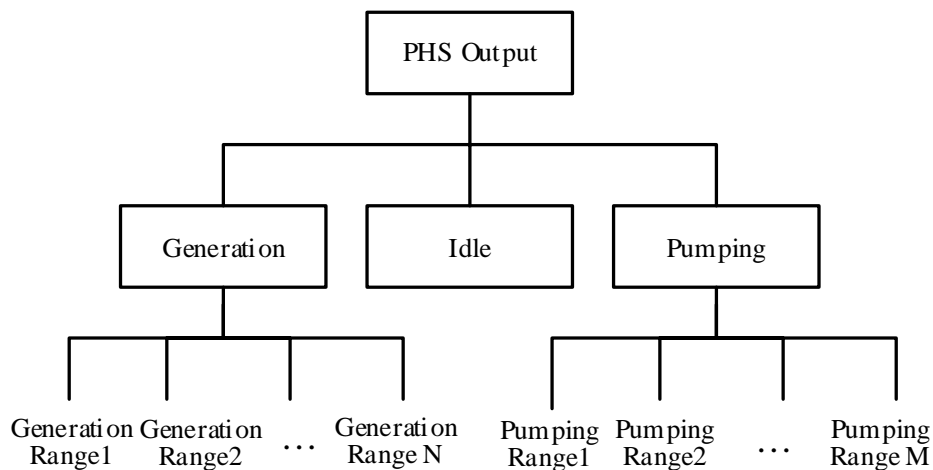 PHS Output
Generation
Idle
Pumping
Generation
Range1
Generation
Range2
...
Generation
Range N
Pumping
Range1
Pumping
Range2
...
Pumping
Range M